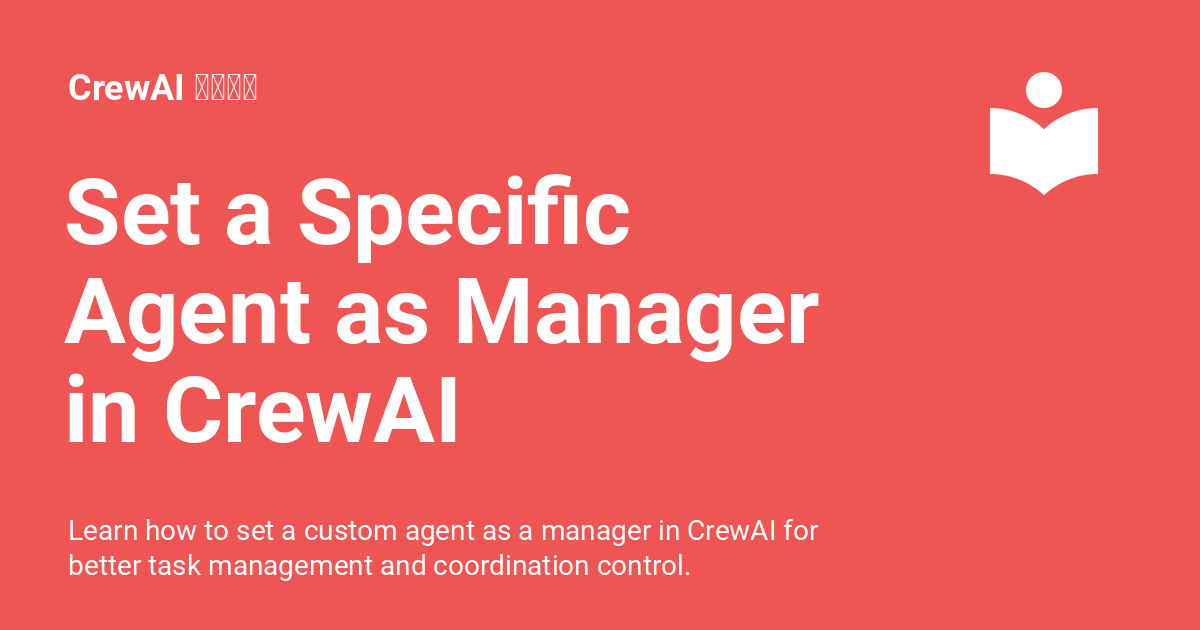 CrewAI
Set a Specific
Agent as Manager
in CrewAI
Learn how to set a custom agent as a manager in CrewAI for
better task management and coordination control.